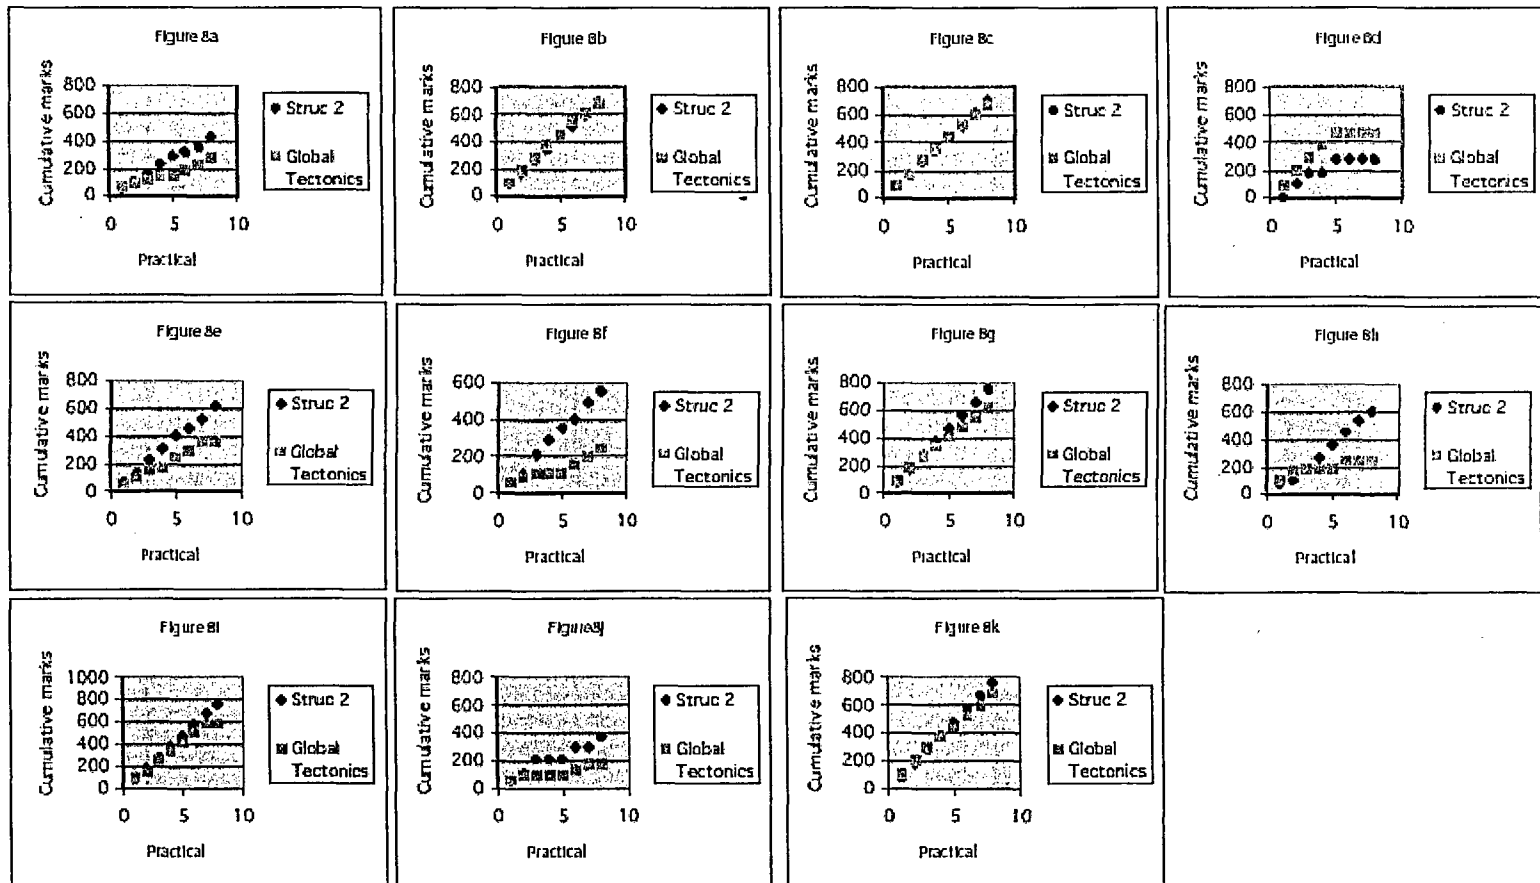 Figure 8a
Cumulative marks
800
600
400
200
0
0 5 10
Practical
Struc 2
Global
Tectonics
Figure 8b
Cumulative marks
800
600
400
200
0
0 5 10
Practical
Struc 2
Global
Tectonics
Figure 8c
Cumulative marks
800
600
400
200
0
0 5 10
Practical
Struc 2
Global
Tectonics
Figure 8d
Cumulative marks
800
600
400
200
0
0 5 10
Practical
Struc 2
Global
Tectonics
Figure 8e
Cumulative marks
800
600
400
200
0
0 5 10
Practical
Struc 2
Global
Tectonics
Figure 8f
Cumulative marks
600
400
200
0
0 5 10
Practical
Struc 2
Global
Tectonics
Figure 8g
Cumulative marks
800
600
400
200
0
0 5 10
Practical
Struc 2
Global
Tectonics
Figure 8h
Cumulative marks
800
600
400
200
0
0 5 10
Practical
Struc 2
Global
Tectonics
Figure 8i
Cumulative marks
1000
800
600
400
200
0
0 5 10
Practical
Struc 2
Global
Tectonics
Figure8j
Cumulative marks
800
600
400
200
0
0 5 10
Practical
Struc 2
Global
Tectonics
Figure 8k
Cumulative marks
800
600
400
200
0
0 5 10
Practical
Struc 2
Global
Tectonics